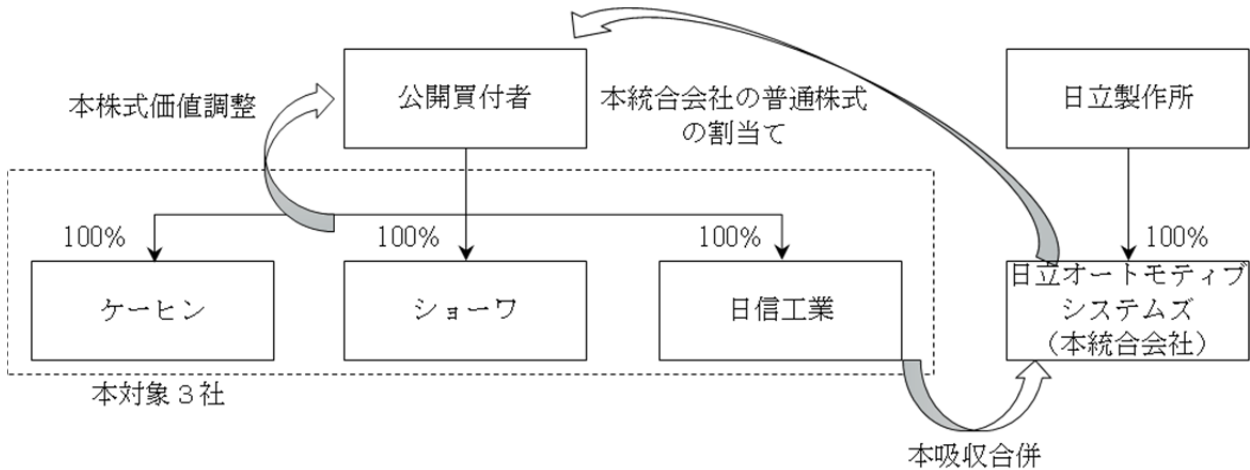 公開買付者
日立製作所
本株式価値調整
本統合会社の普通株式
の割当て
100%
100%
100%
100%
ケーヒン
ショーワ
日信工業
日立オートモティブ
システムズ
（本統合会社）
本対象３社
本吸収合併